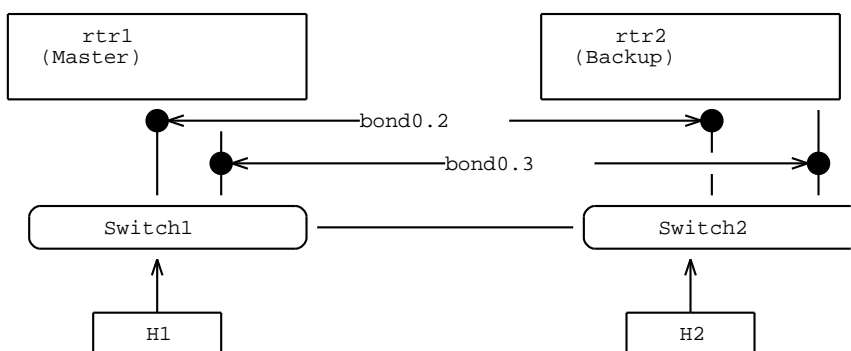 rtr1
(Master)
rtr2
(Backup)
bond0.2
bond0.3
Switch1
Switch2
H1
H2